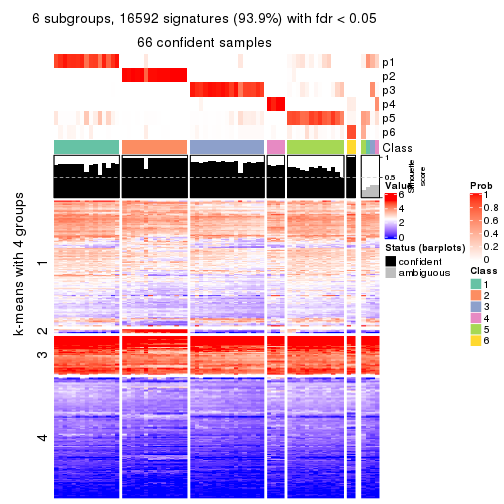 6 subgroups, 16592 signatures (93.9%) with fdr < 0.05
66 confident samples
p1
p2
p3
p4
p5
p6
Class
1
0.5
0
Silhouette
score
k-means with 4 groups
1
2
3
4
Value
6
4
2
0
Status (barplots)
confident
ambiguous
Prob
1
0.8
0.6
0.4
0.2
0
Class
1
2
3
4
5
6